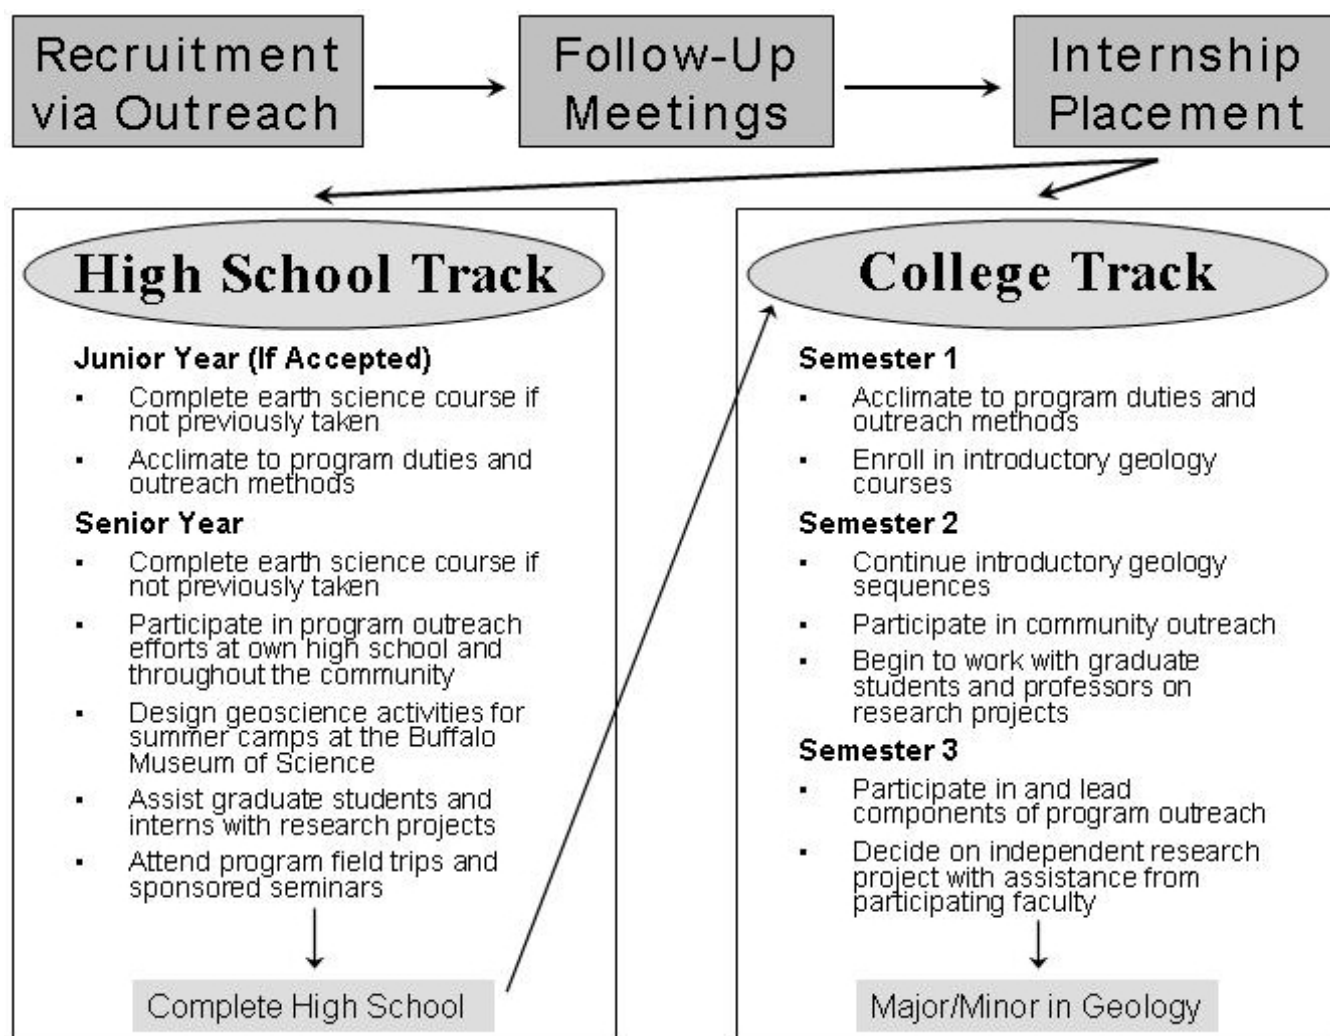 Recruitment
via Outreach
Follow-Up
Meetings
Internship
Placement
High School Track
Junior Year (If Accepted)
▪ Complete earth science course if
not previously taken
▪ Acclimate to program duties and
outreach methods
Senior Year
▪ Complete earth science course if
not previously taken
▪ Participate in program outreach
efforts at own high school and
throughout the community
▪ Design geoscience activities for
summer camps at the Buffalo
Museum of Science
▪ Assist graduate students and
interns with research projects
▪ Attend program field trips and
sponsored seminars
Complete High School
College Track
Semester 1
▪ Acclimate to program duties and
outreach methods
▪ Enroll in introductory geology
courses
Semester 2
▪ Continue introductory geology
sequences
▪ Participate in community outreach
▪ Begin to work with graduate
students and professors on
research projects
Semester 3
▪ Participate in and lead
components of program outreach
▪ Decide on independent research
project with assistance from
participating faculty
Major/Minor in Geology